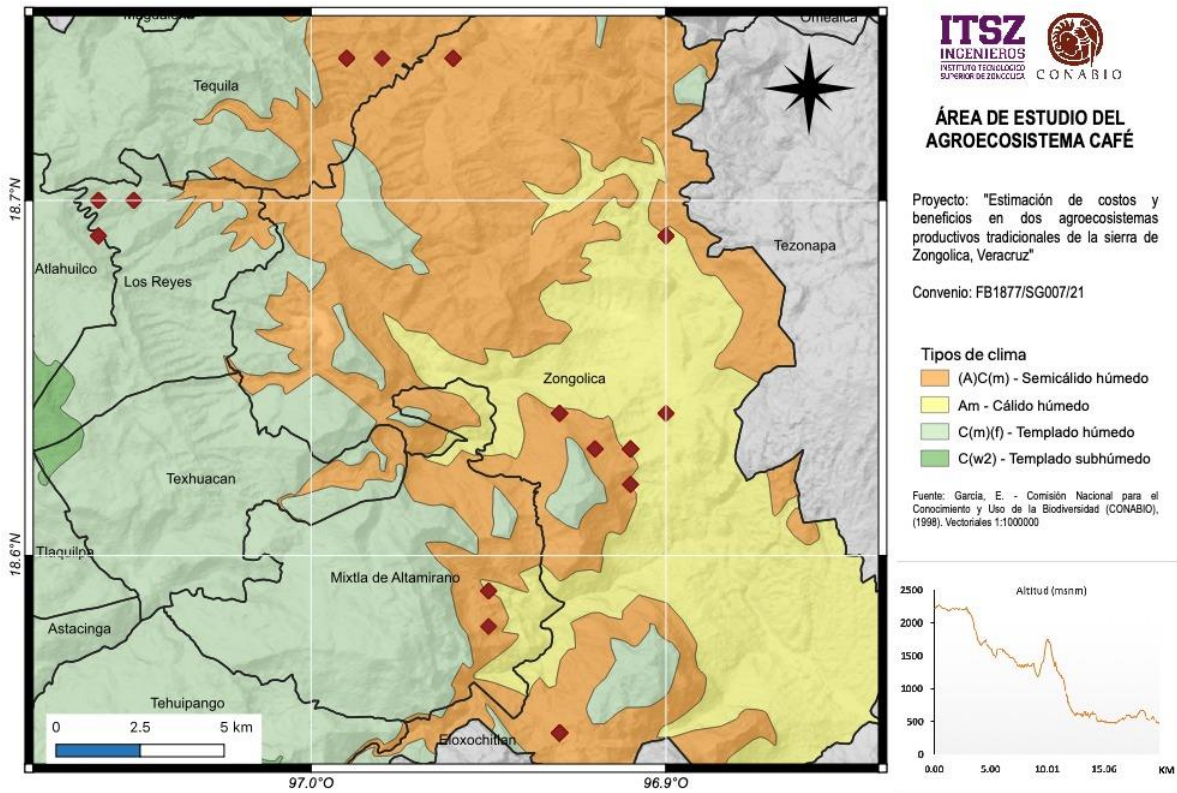 Magdalena
Omealca
Tequila
18.7°N
Atlahuilco
Los Reyes
Tezonapa
Zongolica
Texhuacan
18.6°N
Tlaquilpa
Mixtla de Altamirano
Astacinga
Tehuipango
Eloxochitlan
0 2.5 5 km
97.0°O
96.9°O
ITSZ
INGENIEROS
INSTITUTO TECNOLÓGICO
SUPERIOR DE ZONGOLICA
CONABIO
ÁREA DE ESTUDIO DEL
AGROECOSISTEMA CAFÉ
Proyecto: "Estimación de costos y
beneficios en dos agroecosistemas
productivos tradicionales de la sierra de
Zongolica, Veracruz"
Convenio: FB1877/SG007/21
Tipos de clima
(A)C(m) - Semicálido húmedo
Am - Cálido húmedo
C(m)(f) - Templado húmedo
C(w2) - Templado subhúmedo
Fuente: García, E. - Comisión Nacional para el
Conocimiento y Uso de la Biodiversidad (CONABIO),
(1998). Vectoriales 1:1000000
Altitud (msnm)
2500
2000
1500
1000
500
0
0.00 5.00 10.01 15.06 KM